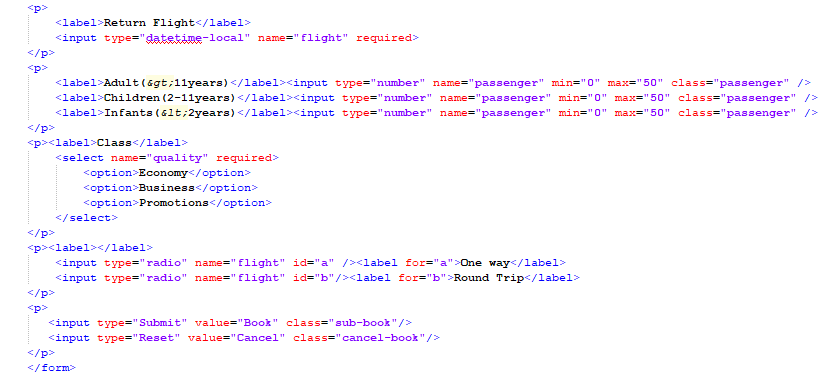 <p>
<label>Return Flight</label>
<input type="datetime-local" name="flight" required>
</p>
<p>
<label>Adult(&gt;11years)</label><input type="number" name="passenger" min="0" max="50" class="passenger" />
<label>Children(2-11years)</label><input type="number" name="passenger" min="0" max="50" class="passenger" />
<label>Infants(&lt;2years)</label><input type="number" name="passenger" min="0" max="50" class="passenger" />
</p>
<p><label>Class</label>
<select name="quality" required>
<option>Economy</option>
<option>Business</option>
<option>Promotions</option>
</select>
</p>
<p><label></label>
<input type="radio" name="flight" id="a" /><label for="a">One way</label>
<input type="radio" name="flight" id="b"/><label for="b">Round Trip</label>
</p>
<p>
<input type="Submit" value="Book" class="sub-book"/>
<input type="Reset" value="Cancel" class="cancel-book"/>
</p>
</form>